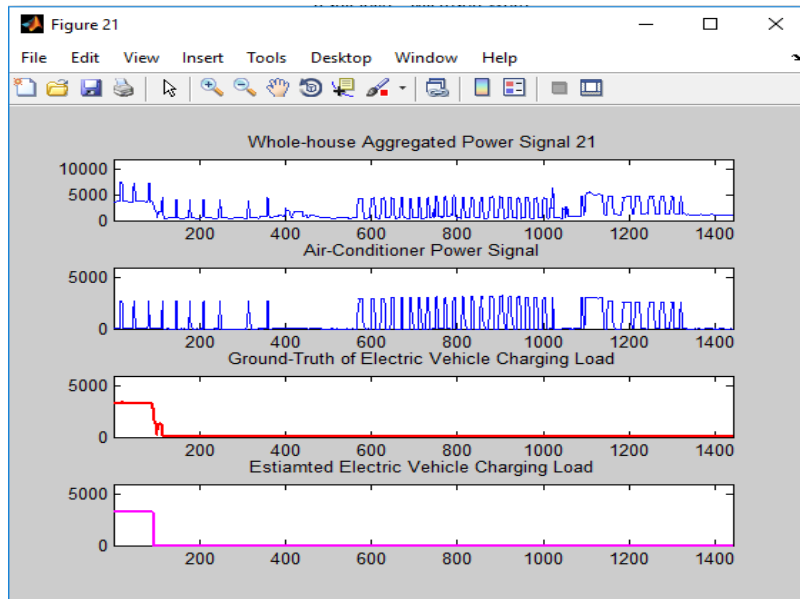 Figure 21
File Edit View Insert Tools Desktop Window Help
Whole-house Aggregated Power Signal 21
10000
5000
0
200 400 600 800 1000 1200 1400
Air-Conditioner Power Signal
5000
0
200 400 600 800 1000 1200 1400
Ground-Truth of Electric Vehicle Charging Load
5000
0
200 400 600 800 1000 1200 1400
Estiamted Electric Vehicle Charging Load
5000
0
200 400 600 800 1000 1200 1400